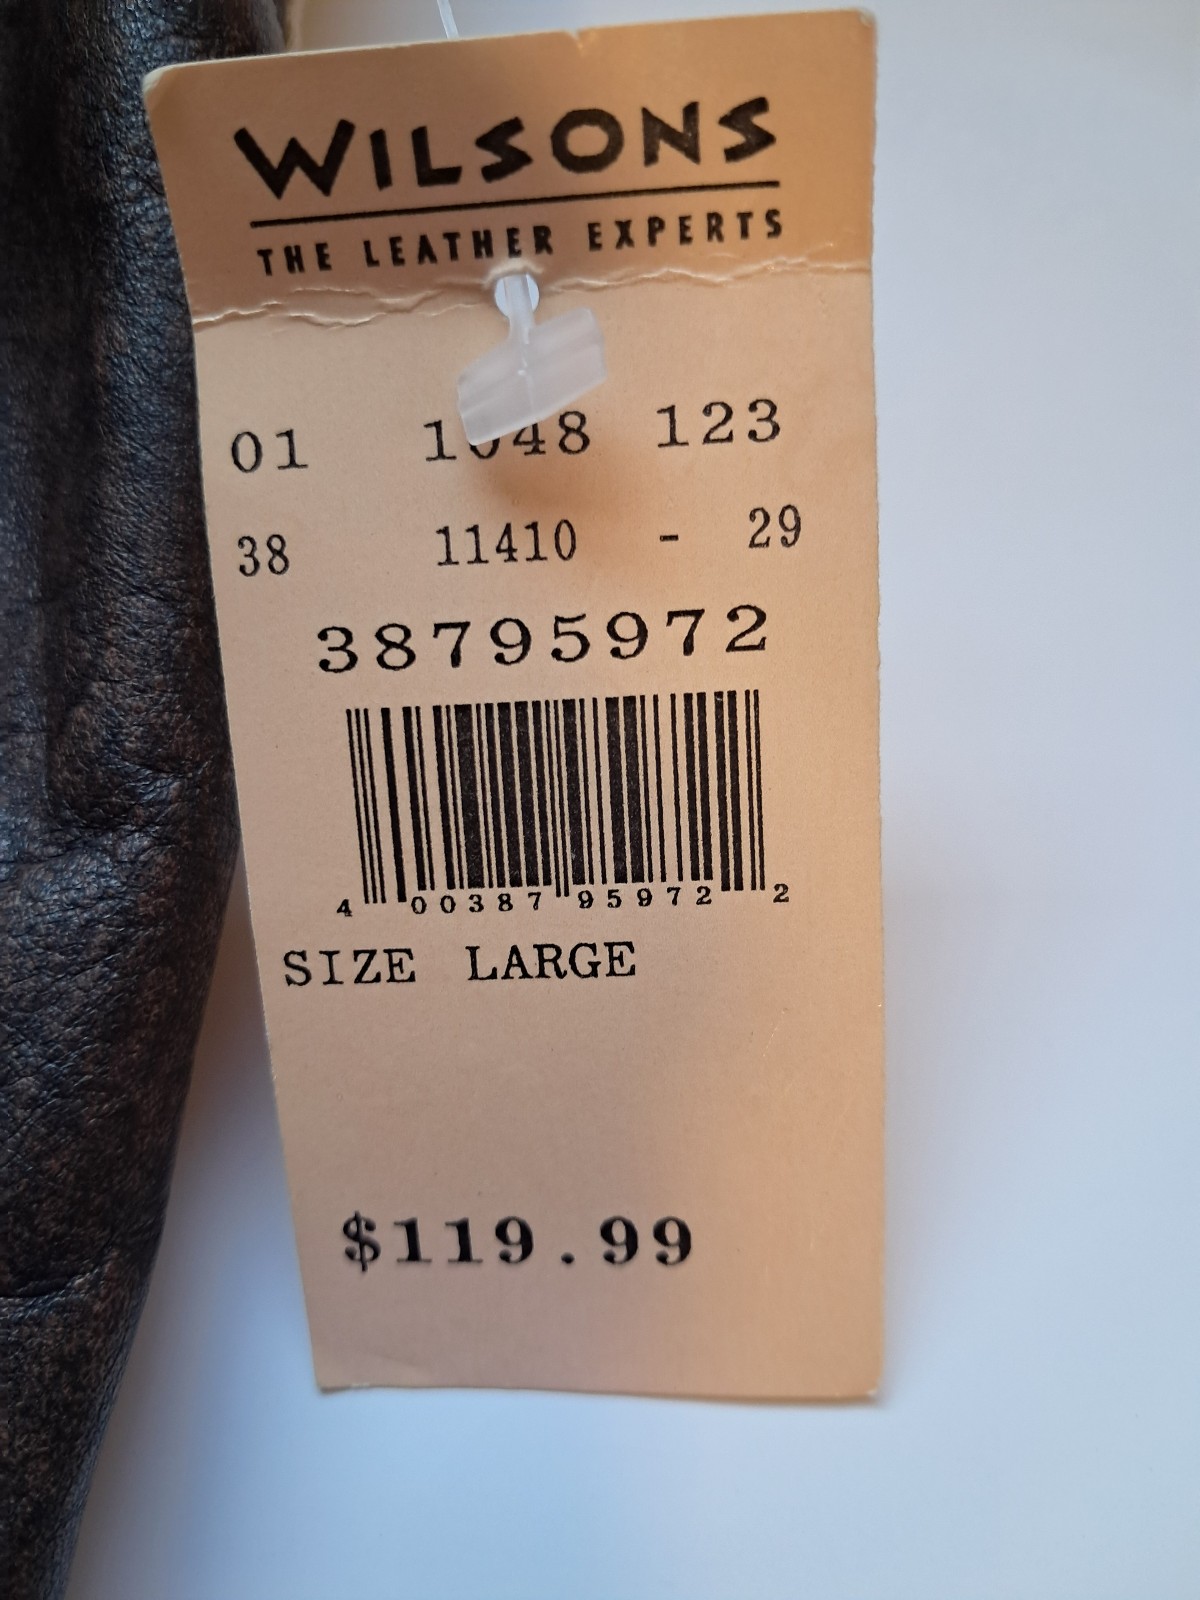 WILSONS
THE LEATHER EXPERTS
01 1048 123
38 11410 - 29
38795972
4 00387 95972 2
SIZE LARGE
$119.99